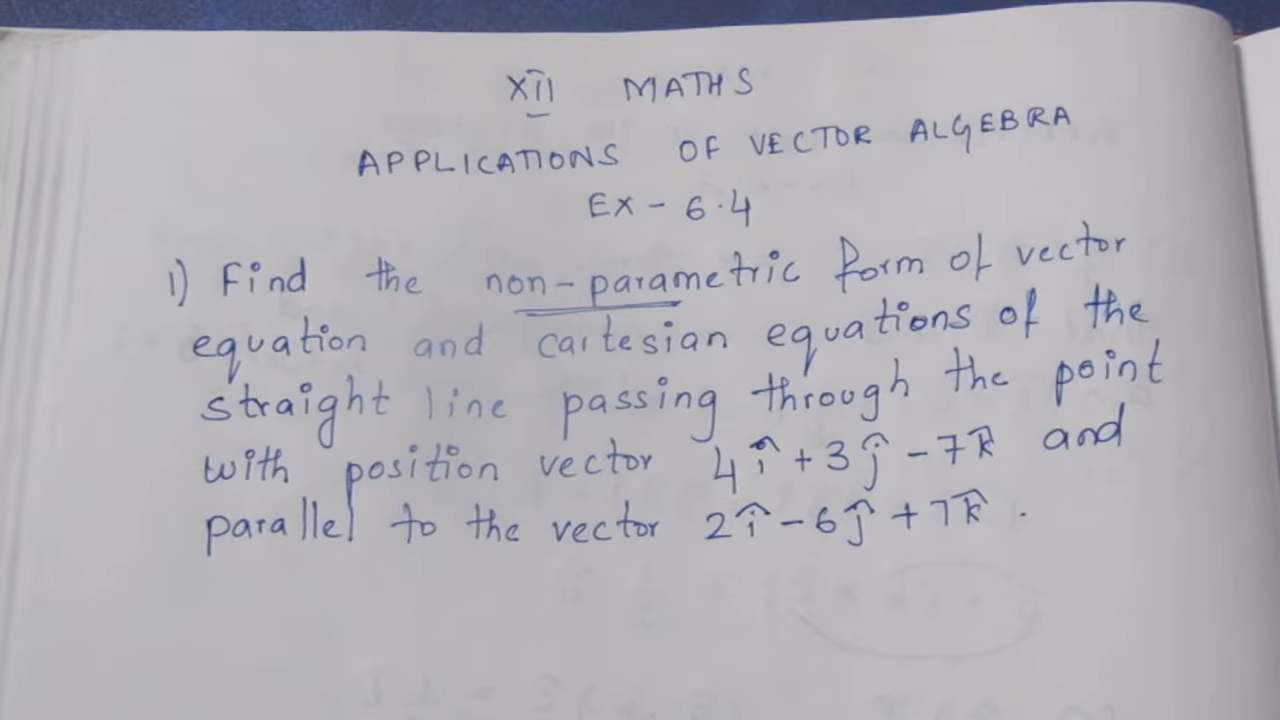 XII MATHS
APPLICATIONS OF VECTOR ALGEBRA
EX - 6.4
1) Find the non-parametric form of vector
equation and cartesian equations of the
straight line passing through the point
with position vector 4î + 3ĵ - 7k̂ and
parallel to the vector 2î - 6ĵ + 7k̂ .